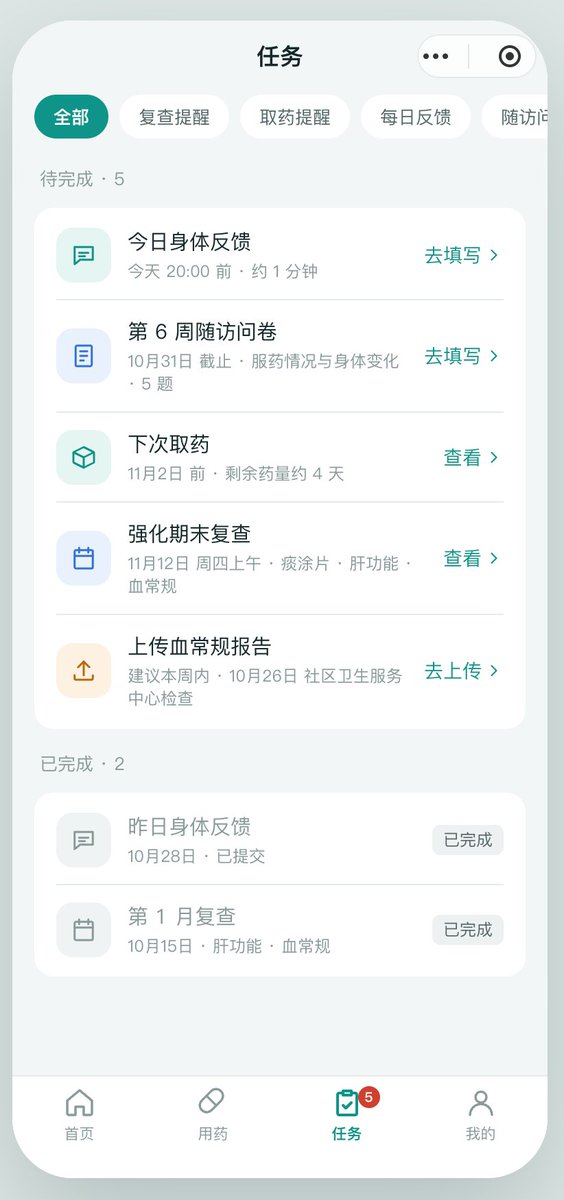 任务
全部
复查提醒
取药提醒
每日反馈
随访问
待完成 · 5
今日身体反馈
今天 20:00 前 · 约 1 分钟
去填写
第 6 周随访问卷
10月31日 截止 · 服药情况与身体变化
· 5 题
去填写
下次取药
11月2日 前 · 剩余药量约 4 天
查看
强化期末复查
11月12日 周四上午 · 痰涂片 · 肝功能 ·
血常规
查看
上传血常规报告
建议本周内 · 10月26日 社区卫生服务
中心检查
去上传
已完成 · 2
昨日身体反馈
10月28日 · 已提交
已完成
第 1 月复查
10月15日 · 肝功能 · 血常规
已完成
首页
用药
任务
5
我的